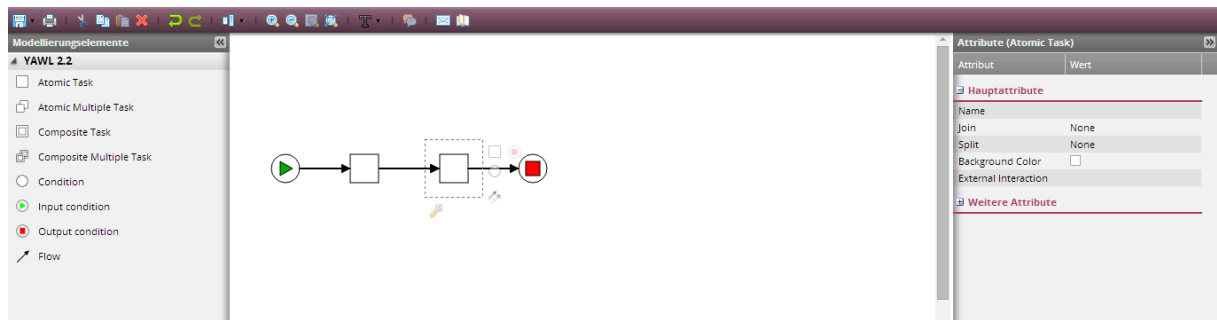 Modellierungselemente
YAWL 2.2
Atomic Task
Atomic Multiple Task
Composite Task
Composite Multiple Task
Condition
Input condition
Output condition
Flow
Attribute (Atomic Task)
Attribut Wert
Hauptattribute
Name
Join None
Split None
Background Color
External Interaction
Weitere Attribute